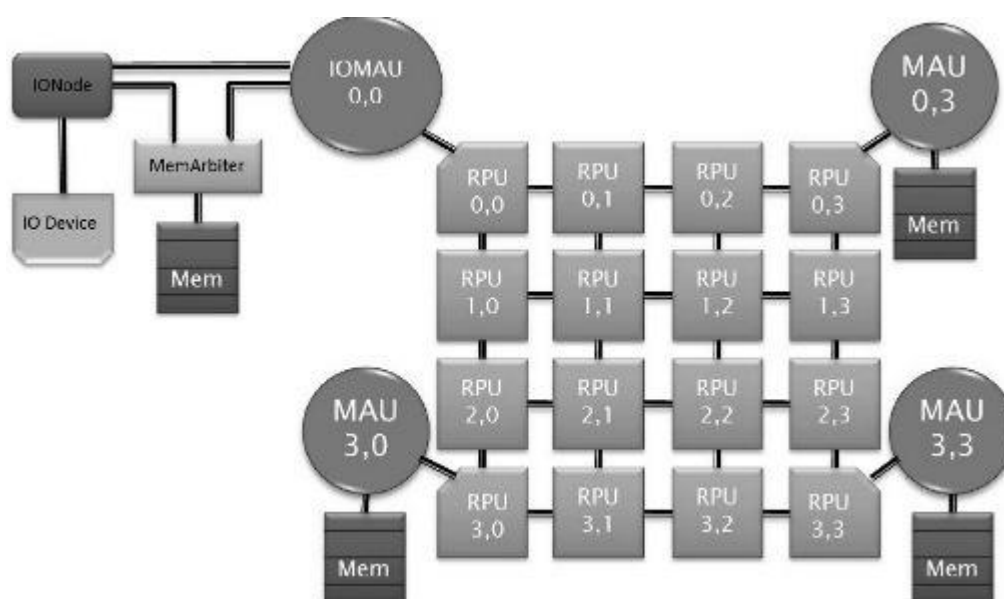 IONode
IO Device
MemArbiter
Mem
IOMAU
0,0
MAU
0,3
Mem
RPU
0,0
RPU
0,1
RPU
0,2
RPU
0,3
RPU
1,0
RPU
1,1
RPU
1,2
RPU
1,3
RPU
2,0
RPU
2,1
RPU
2,2
RPU
2,3
RPU
3,0
RPU
3,1
RPU
3,2
RPU
3,3
MAU
3,0
Mem
MAU
3,3
Mem